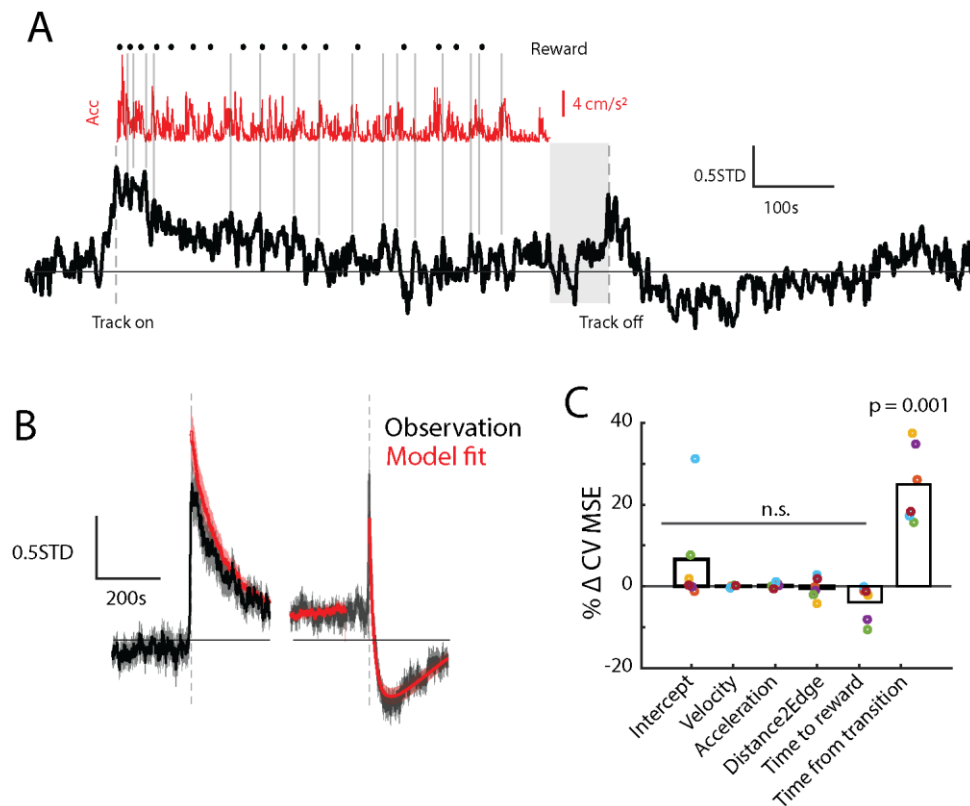 A
Reward
Acc
4 cm/s²
0.5STD
100s
Track on
Track off
B
Observation
Model fit
0.5STD
200s
C
p = 0.001
n.s.
% Δ CV MSE
40
20
0
-20
Intercept
Velocity
Acceleration
Distance2Edge
Time to reward
Time from transition